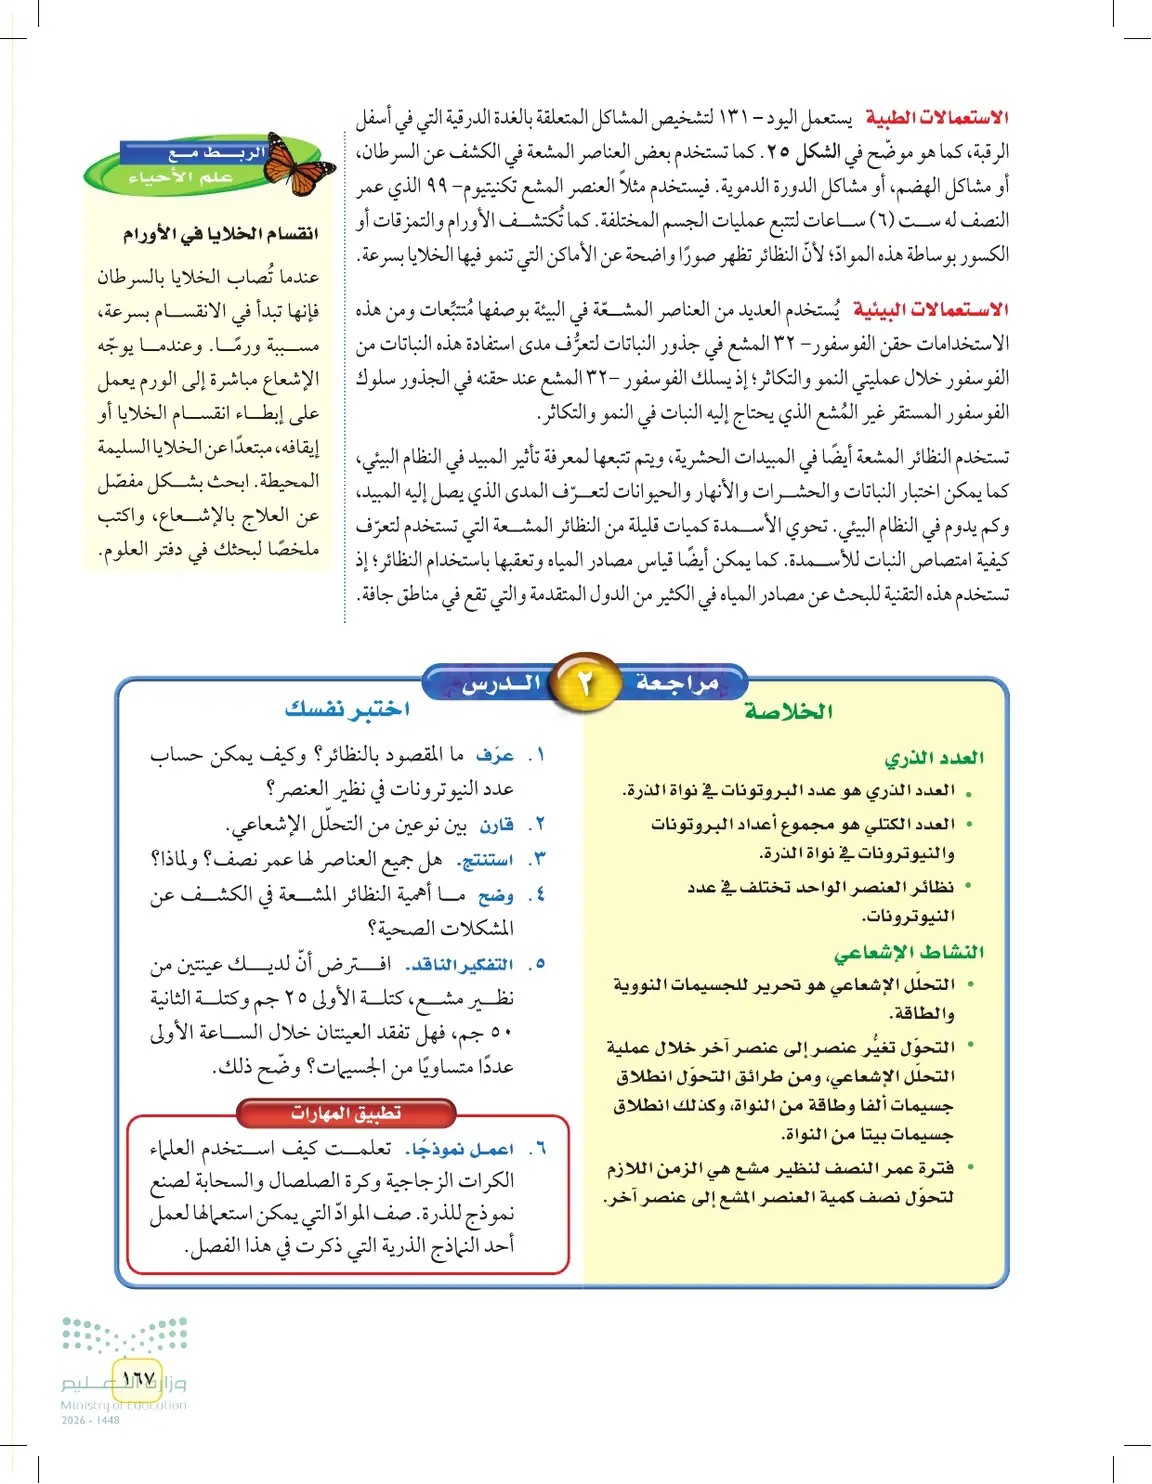 الاستعمالات الطبية يستعمل اليود – ١٣١ لتشخيص المشاكل المتعلقة بالغدة الدرقية التي في أسفل
الرقبة، كما هو موضّح في الشكل ٢٥. كما تستخدم بعض العناصر المشعة في الكشف عن السرطان،
أو مشاكل الهضم، أو مشاكل الدورة الدموية. فيستخدم مثلاً العنصر المشع تكنيتيوم– ٩٩ الذي عمر
النصف له ست (٦) ساعات لتتبع عمليات الجسم المختلفة. كما تُكتشف الأورام والتمزقات أو
الكسور بوساطة هذه الموادّ؛ لأنّ النظائر تظهر صورًا واضحة عن الأماكن التي تنمو فيها الخلايا بسرعة.
الاستعمالات البيئية يُستخدم العديد من العناصر المشعّة في البيئة بوصفها مُتتبِّعات ومن هذه
الاستخدامات حقن الفوسفور– ٣٢ المشع في جذور النباتات لتعرُّف مدى استفادة هذه النباتات من
الفوسفور خلال عمليتي النمو والتكاثر؛ إذ يسلك الفوسفور –٣٢ المشع عند حقنه في الجذور سلوك
الفوسفور المستقر غير المُشع الذي يحتاج إليه النبات في النمو والتكاثر.
تستخدم النظائر المشعة أيضًا في المبيدات الحشرية، ويتم تتبعها لمعرفة تأثير المبيد في النظام البيئي،
كما يمكن اختبار النباتات والحشرات والأنهار والحيوانات لتعرّف المدى الذي يصل إليه المبيد،
وكم يدوم في النظام البيئي. تحوي الأسمدة كميات قليلة من النظائر المشعة التي تستخدم لتعرّف
كيفية امتصاص النبات للأسمدة. كما يمكن أيضًا قياس مصادر المياه وتعقبها باستخدام النظائر؛ إذ
تستخدم هذه التقنية للبحث عن مصادر المياه في الكثير من الدول المتقدمة والتي تقع في مناطق جافة.
الربط مع
علم الأحياء
انقسام الخلايا في الأورام
عندما تُصاب الخلايا بالسرطان
فإنها تبدأ في الانقسام بسرعة،
مسببة ورمًا. وعندما يوجّه
الإشعاع مباشرة إلى الورم يعمل
على إبطاء انقسام الخلايا أو
إيقافه، مبتعدًا عن الخلايا السليمة
المحيطة. ابحث بشكل مفصّل
عن العلاج بالإشعاع، واكتب
ملخصًا لبحثك في دفتر العلوم.
مراجعة ٢ الدرس
الخلاصة
العدد الذري
• العدد الذري هو عدد البروتونات في نواة الذرة.
• العدد الكتلي هو مجموع أعداد البروتونات
والنيوترونات في نواة الذرة.
• نظائر العنصر الواحد تختلف في عدد
النيوترونات.
النشاط الإشعاعي
• التحلّل الإشعاعي هو تحرير للجسيمات النووية
والطاقة.
• التحوّل تغيُّر عنصر إلى عنصر آخر خلال عملية
التحلّل الإشعاعي، ومن طرائق التحوّل انطلاق
جسيمات ألفا وطاقة من النواة، وكذلك انطلاق
جسيمات بيتا من النواة.
• فترة عمر النصف لنظير مشع هي الزمن اللازم
لتحوّل نصف كمية العنصر المشع إلى عنصر آخر.
اختبر نفسك
١. عرّف ما المقصود بالنظائر؟ وكيف يمكن حساب
عدد النيوترونات في نظير العنصر؟
٢. قارن بين نوعين من التحلّل الإشعاعي.
٣. استنتج. هل جميع العناصر لها عمر نصف؟ ولماذا؟
٤. وضح ما أهمية النظائر المشعة في الكشف عن
المشكلات الصحية؟
٥. التفكير الناقد. افترض أنّ لديك عينتين من
نظير مشع، كتلة الأولى ٢٥ جم وكتلة الثانية
٥٠ جم، فهل تفقد العينتان خلال الساعة الأولى
عددًا متساويًا من الجسيمات؟ وضّح ذلك.
تطبيق المهارات
٦. اعمل نموذجًا. تعلمت كيف استخدم العلماء
الكرات الزجاجية وكرة الصلصال والسحابة لصنع
نموذج للذرة. صف الموادّ التي يمكن استعمالها لعمل
أحد النماذج الذرية التي ذكرت في هذا الفصل.
وزارة التعليم
١٦٧
Ministry of Education
2026 - 1448